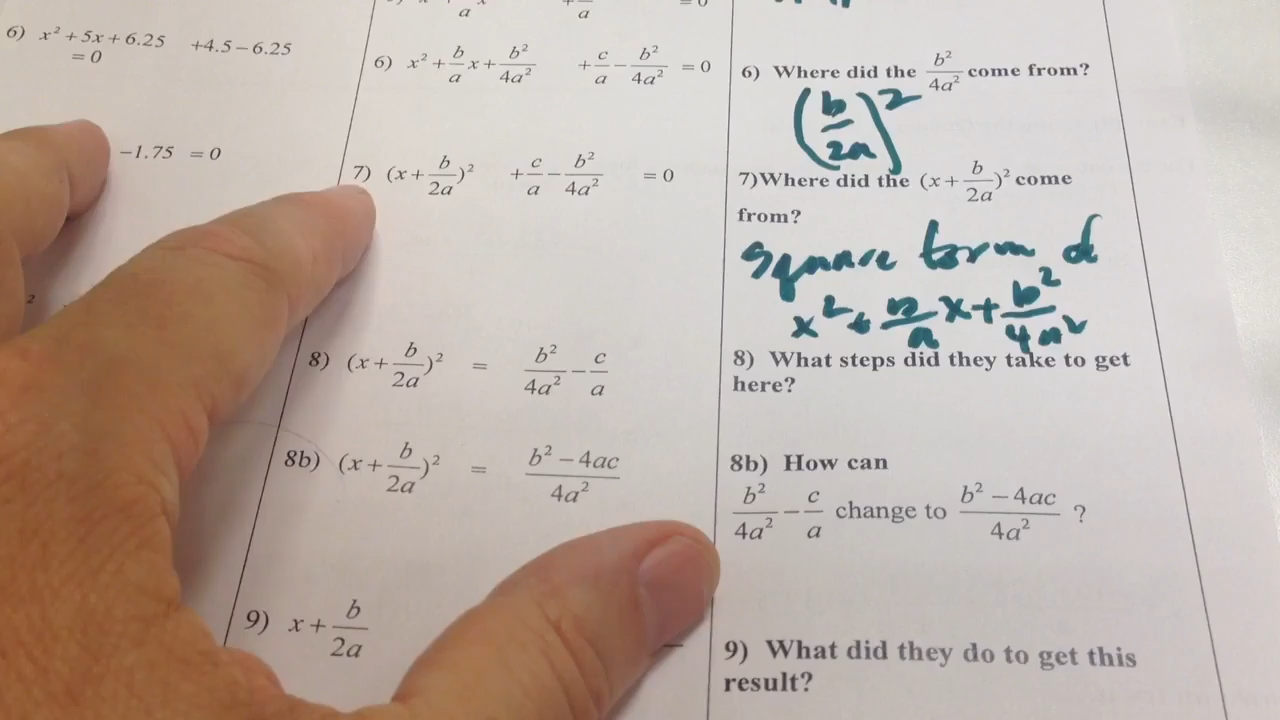 6) x² + 5x + 6.25 +4.5 – 6.25
= 0
–1.75 = 0
2
a
a
= 0
6) x² + b/a x + b²/4a² + c/a – b²/4a² = 0
7) (x + b/2a)² + c/a – b²/4a² = 0
8) (x + b/2a)² = b²/4a² – c/a
8b) (x + b/2a)² = b² – 4ac/4a²
9) x + b/2a
–
6) Where did the b²/4a² come from?
(b/2a)²
7)Where did the (x + b/2a)² come
from?
square form of
x² + b/a x + b²/4a²
8) What steps did they take to get
here?
8b) How can
b²/4a² – c/a change to b² – 4ac/4a² ?
9) What did they do to get this
result?